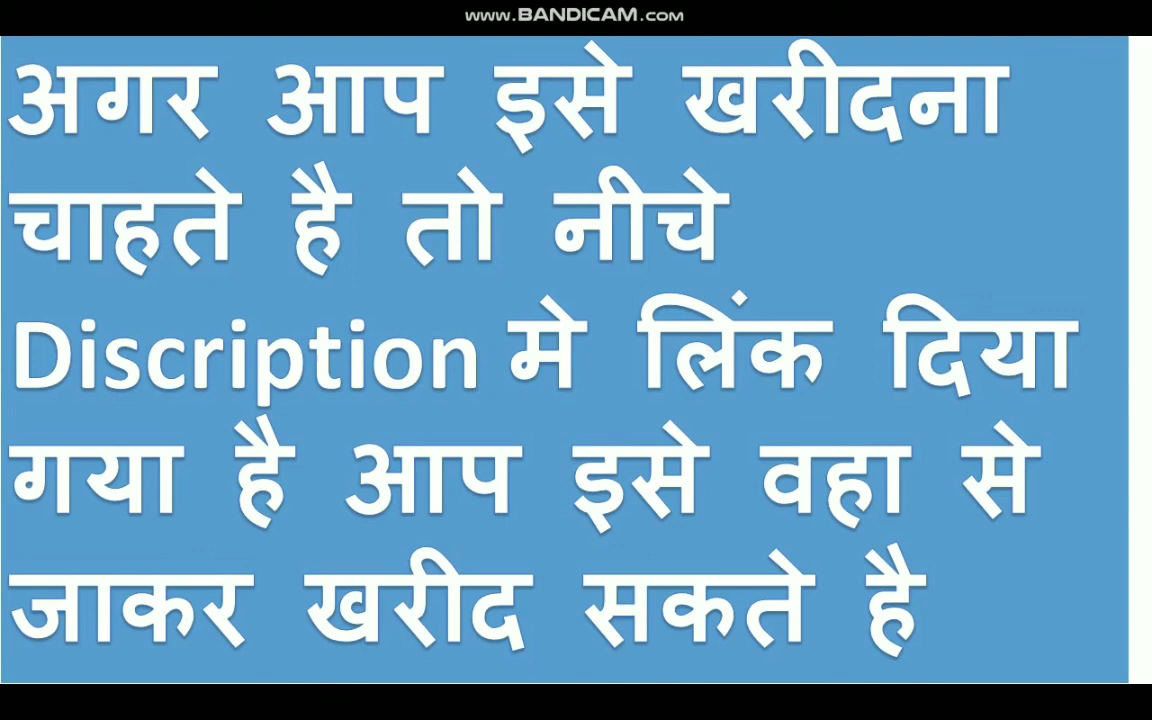 www.BANDICAM.com
अगर आप इसे खरीदना
चाहते है तो नीचे
Discription मे लिंक दिया
गया है आप इसे वहा से
जाकर खरीद सकते है